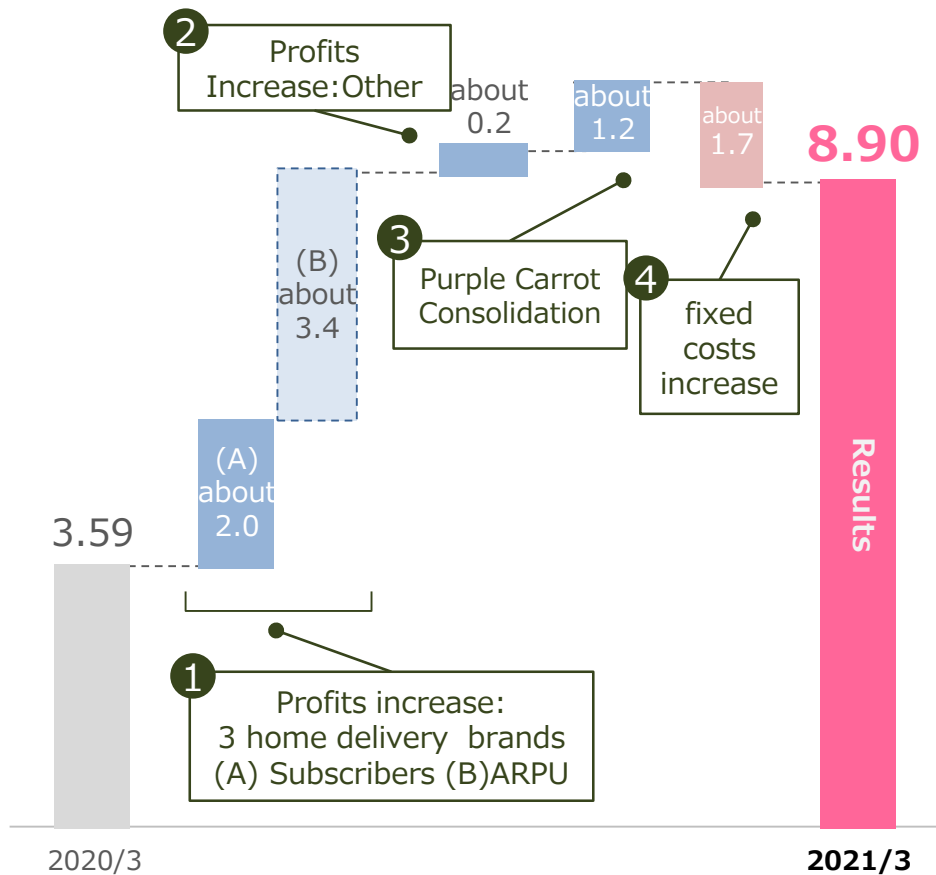 2
Profits
Increase:Other
about
0.2
about
1.2
about
1.7
8.90
(B)
about
3.4
3
Purple Carrot
Consolidation
4
fixed
costs
increase
(A)
about
2.0
3.59
Results
1
Profits increase:
3 home delivery  brands
(A) Subscribers (B)ARPU
2020/3
2021/3